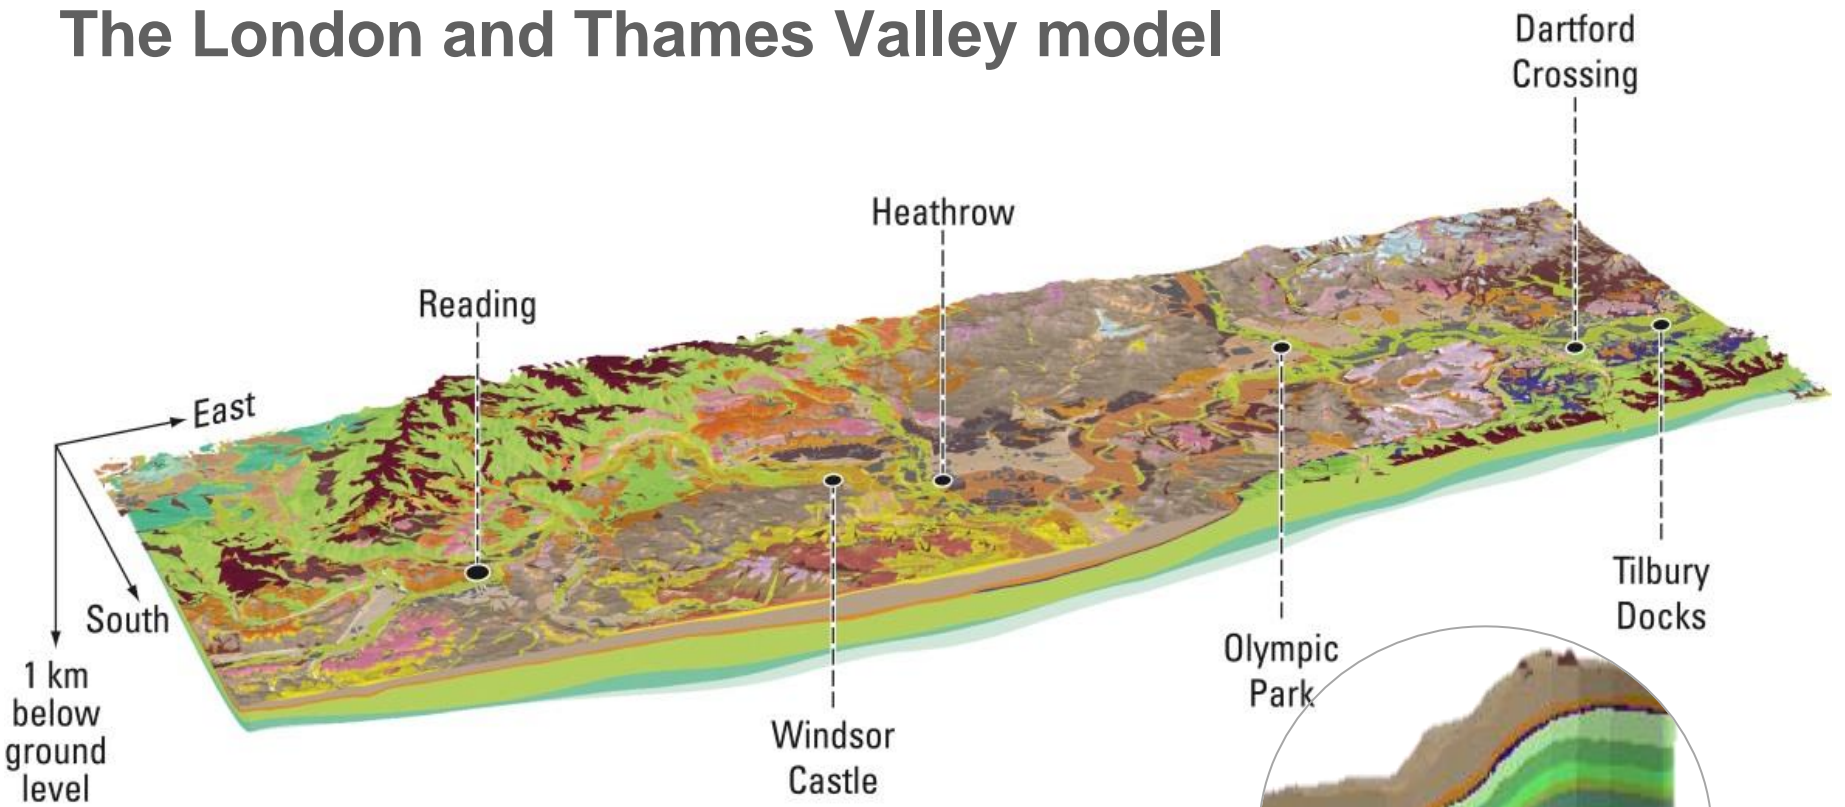 The London and Thames Valley model
Dartford
Crossing
Heathrow
Reading
East
South
1 km
below
ground
level
Windsor
Castle
Olympic
Park
Tilbury
Docks